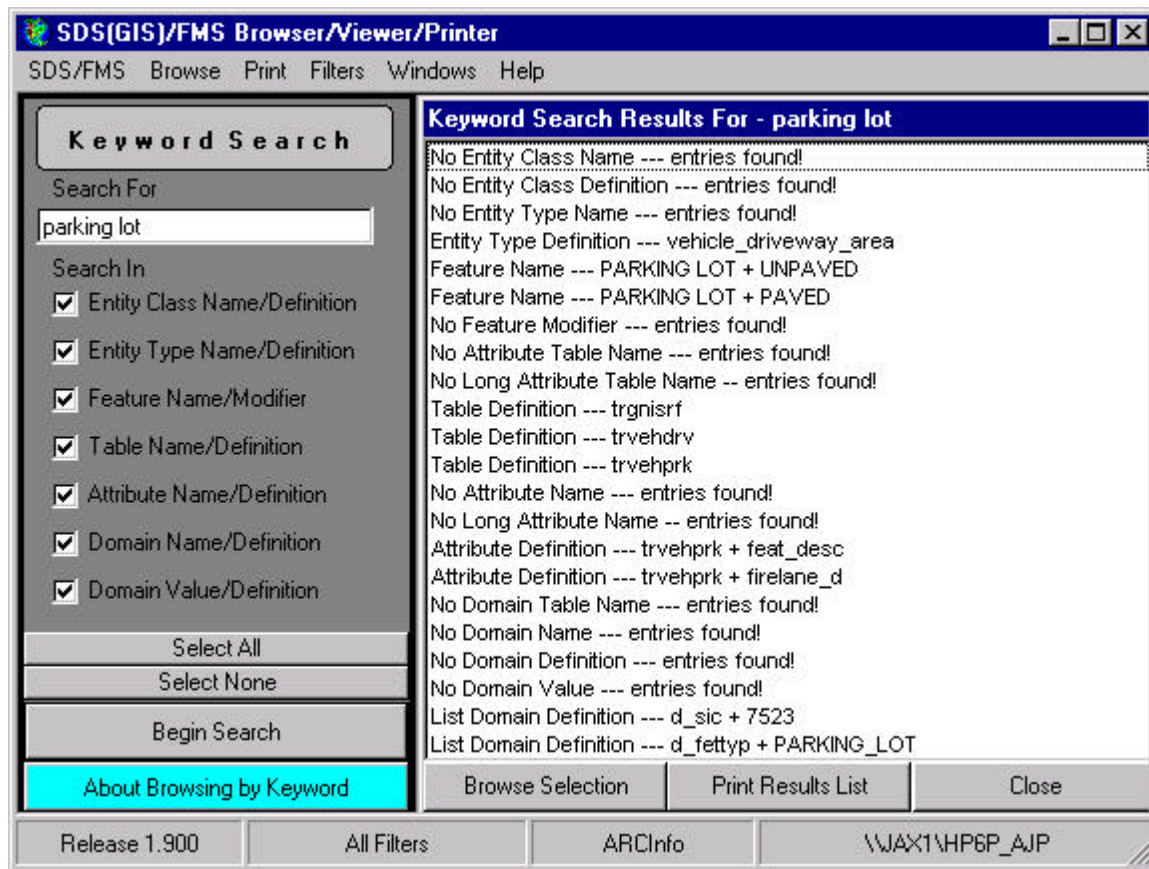 SDS(GIS)/FMS Browser/Viewer/Printer
SDS/FMS Browse Print Filters Windows Help
Keyword Search
Search For
parking lot
Search In
Entity Class Name/Definition
Entity Type Name/Definition
Feature Name/Modifier
Table Name/Definition
Attribute Name/Definition
Domain Name/Definition
Domain Value/Definition
Select All
Select None
Begin Search
About Browsing by Keyword
Keyword Search Results For - parking lot
No Entity Class Name --- entries found!
No Entity Class Definition --- entries found!
No Entity Type Name --- entries found!
Entity Type Definition --- vehicle_driveway_area
Feature Name --- PARKING LOT + UNPAVED
Feature Name --- PARKING LOT + PAVED
No Feature Modifier --- entries found!
No Attribute Table Name --- entries found!
No Long Attribute Table Name -- entries found!
Table Definition --- trgnisrf
Table Definition --- trvehdrv
Table Definition --- trvehprk
No Attribute Name --- entries found!
No Long Attribute Name -- entries found!
Attribute Definition --- trvehprk + feat_desc
Attribute Definition --- trvehprk + firelane_d
No Domain Table Name --- entries found!
No Domain Name --- entries found!
No Domain Definition --- entries found!
No Domain Value --- entries found!
List Domain Definition --- d_sic + 7523
List Domain Definition --- d_fettyp + PARKING_LOT
Browse Selection Print Results List Close
Release 1.900 All Filters ARCInfo \\JAX1\HP6P_AJP